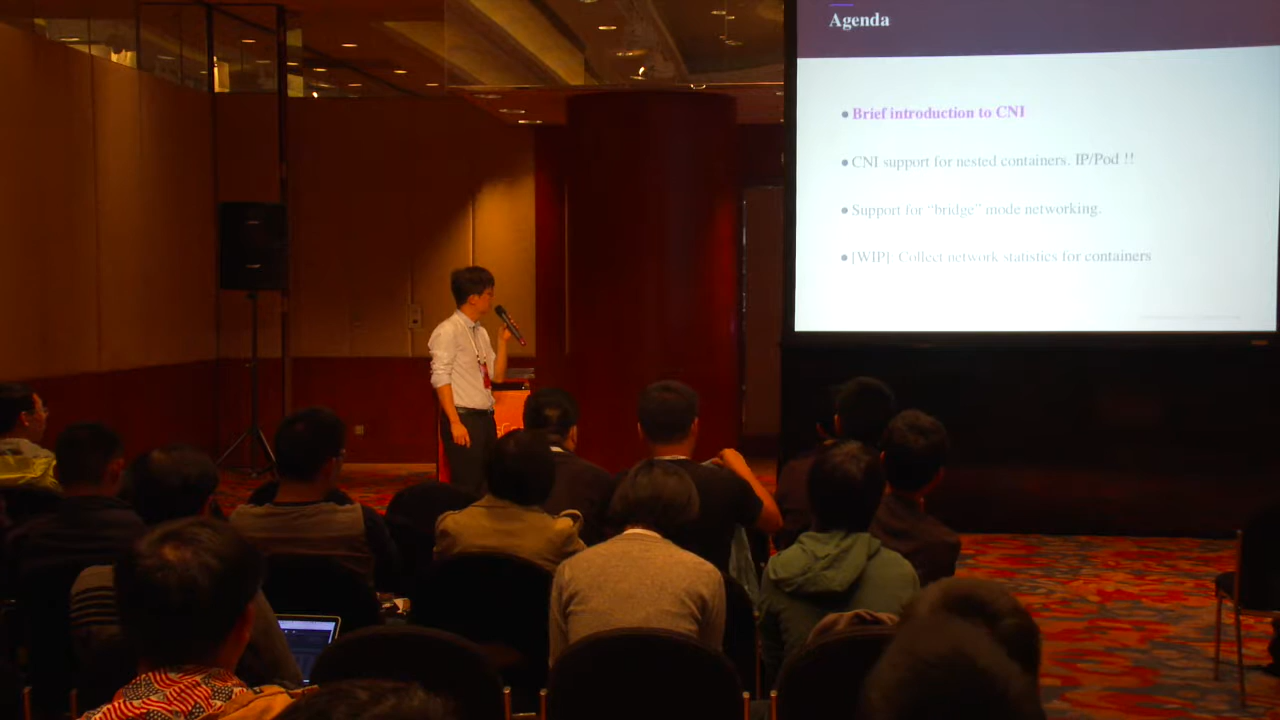 Agenda
• Brief introduction to CNI
• CNI support for nested containers. IP/Pod !!
• Support for “bridge” mode networking.
• [WIP]: Collect network statistics for containers